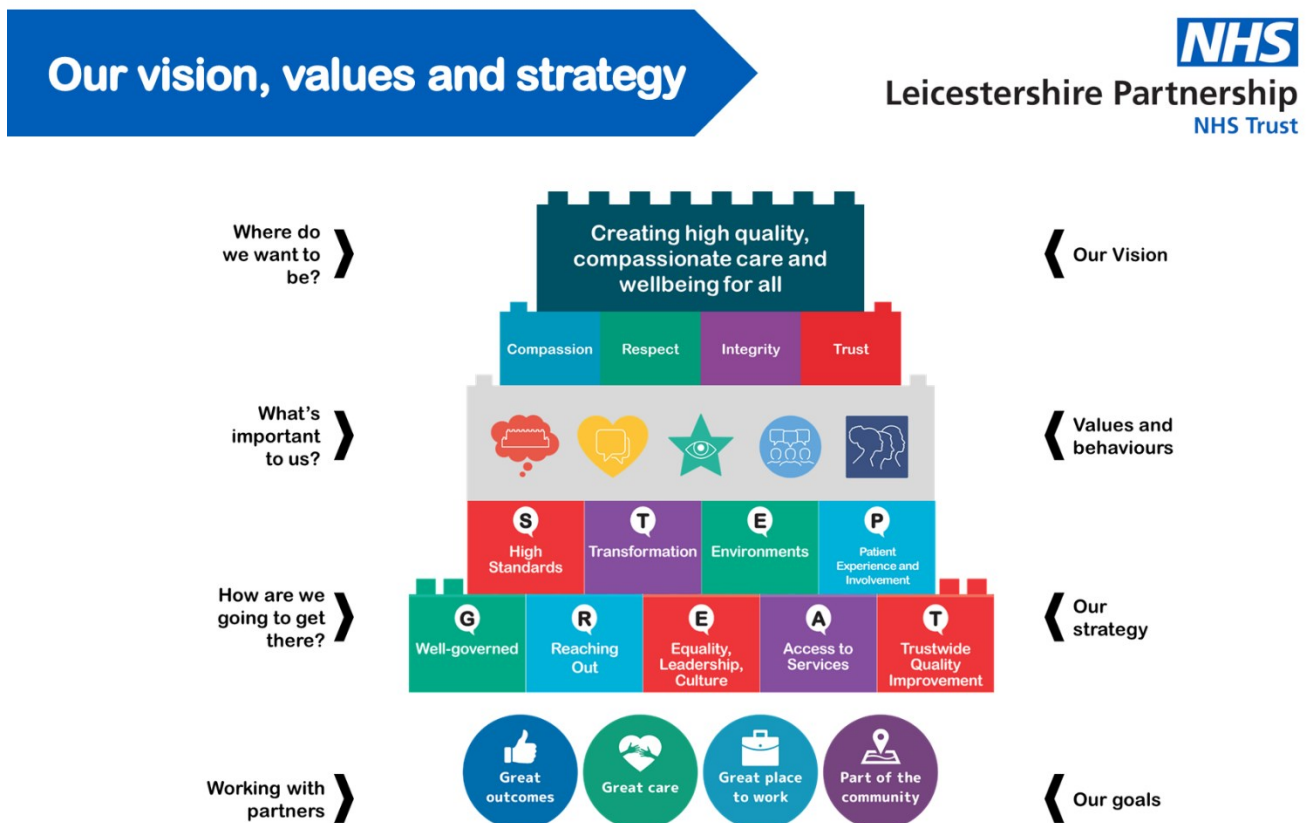 Our vision, values and strategy
NHS
Leicestershire Partnership
NHS Trust
Where do
we want to
be?
Creating high quality,
compassionate care and
wellbeing for all
Our Vision
Compassion
Respect
Integrity
Trust
What's
important
to us?
Values and
behaviours
S
High
Standards
T
Transformation
E
Environments
P
Patient
Experience and
Involvement
How are we
going to get
there?
G
Well-governed
R
Reaching
Out
E
Equality,
Leadership,
Culture
A
Access to
Services
T
Trustwide
Quality
Improvement
Our
strategy
Working with
partners
Great
outcomes
Great care
Great place
to work
Part of the
community
Our goals